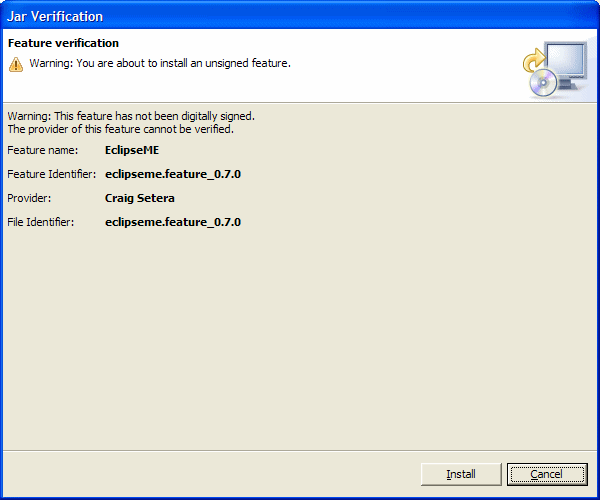 Jar Verification
Feature verification
Warning: You are about to install an unsigned feature.
Warning: This feature has not been digitally signed.
The provider of this feature cannot be verified.
Feature name: EclipseME
Feature Identifier: eclipseme.feature_0.7.0
Provider: Craig Setera
File Identifier: eclipseme.feature_0.7.0
Install Cancel